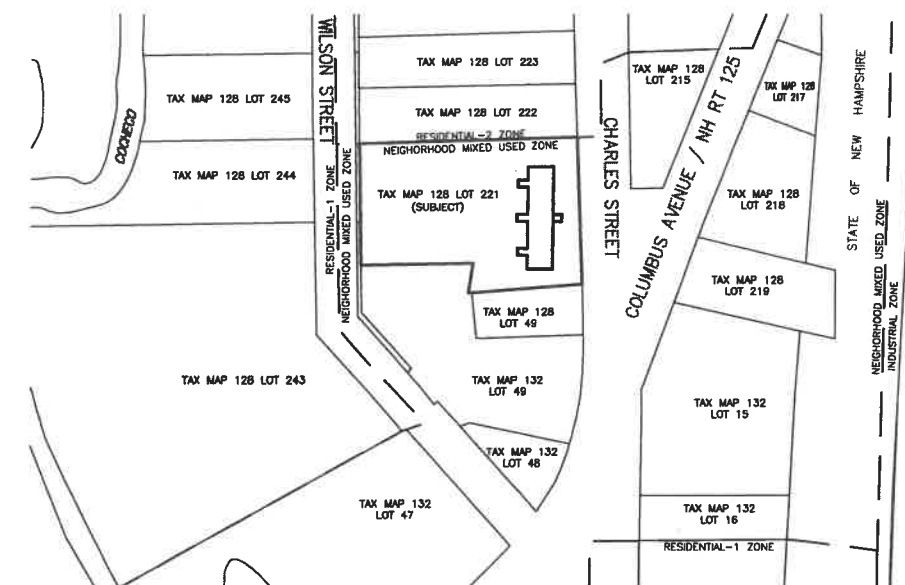 WILSON STREET
TAX MAP 128 LOT 223
TAX MAP 128
LOT 215
COLUMBUS AVENUE / NH RT 125
TAX MAP 128
LOT 217
STATE OF NEW HAMPSHIRE
TAX MAP 128 LOT 245
TAX MAP 128 LOT 222
RESIDENTIAL-2 ZONE
NEIGHBORHOOD MIXED USED ZONE
CHARLES STREET
COCHECO
TAX MAP 128 LOT 244
RESIDENTIAL-1 ZONE
NEIGHBORHOOD MIXED USED ZONE
TAX MAP 128 LOT 221
(SUBJECT)
TAX MAP 128
LOT 218
TAX MAP 128
LOT 219
NEIGHBORHOOD MIXED USED ZONE
INDUSTRIAL ZONE
TAX MAP 128
LOT 49
TAX MAP 128 LOT 243
TAX MAP 132
LOT 49
TAX MAP 132
LOT 15
TAX MAP 132
LOT 48
TAX MAP 132
LOT 47
TAX MAP 132
LOT 16
RESIDENTIAL-1 ZONE